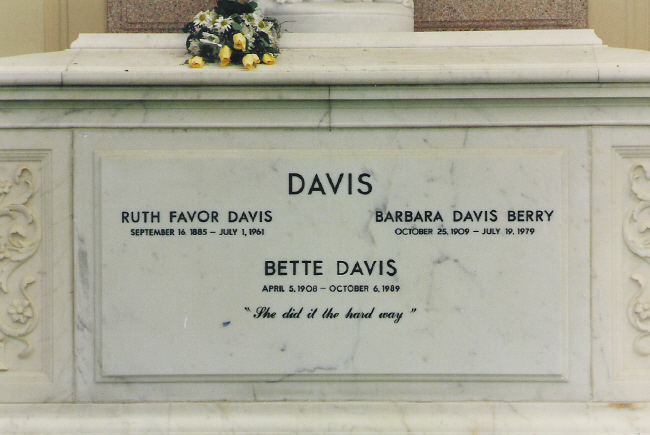 DAVIS
RUTH FAVOR DAVIS
SEPTEMBER 16 1885 – JULY 1, 1961
BARBARA DAVIS BERRY
OCTOBER 25, 1909 – JULY 19, 1979
BETTE DAVIS
APRIL 5, 1908 – OCTOBER 6, 1989
"She did it the hard way"